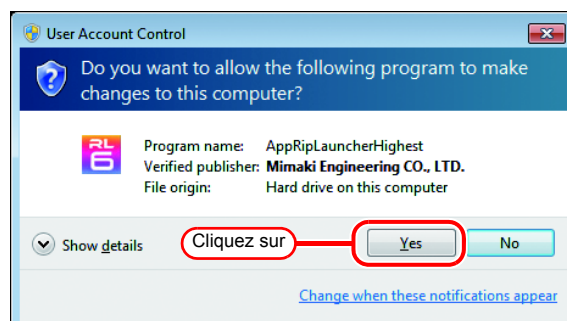 User Account Control
Do you want to allow the following program to make
changes to this computer?
RL
6
Program name: AppRipLauncherHighest
Verified publisher: Mimaki Engineering CO., LTD.
File origin: Hard drive on this computer
Show details
Cliquez sur
Yes
No
Change when these notifications appear